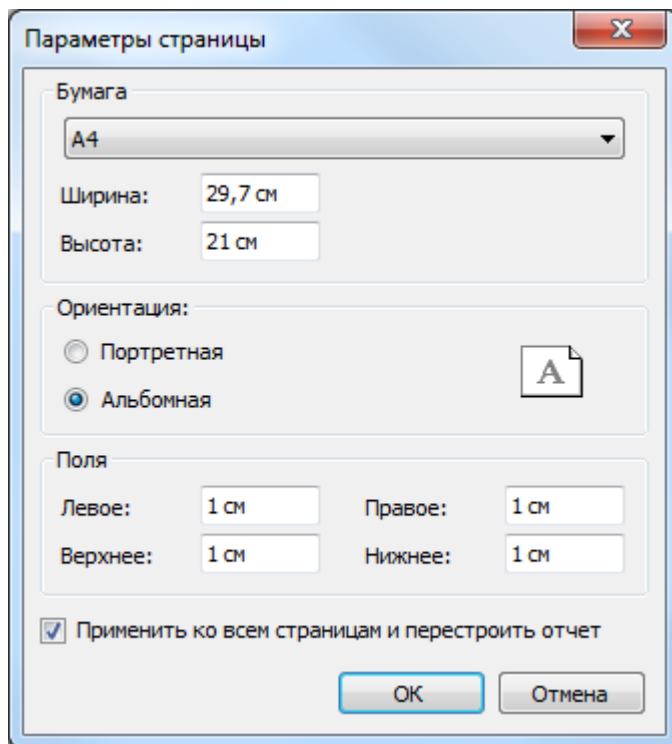 Параметры страницы
Бумага
A4
Ширина: 29,7 см
Высота: 21 см
Ориентация:
Портретная
Альбомная
A
Поля
Левое: 1 см Правое: 1 см
Верхнее: 1 см Нижнее: 1 см
Применить ко всем страницам и перестроить отчет
ОК Отмена